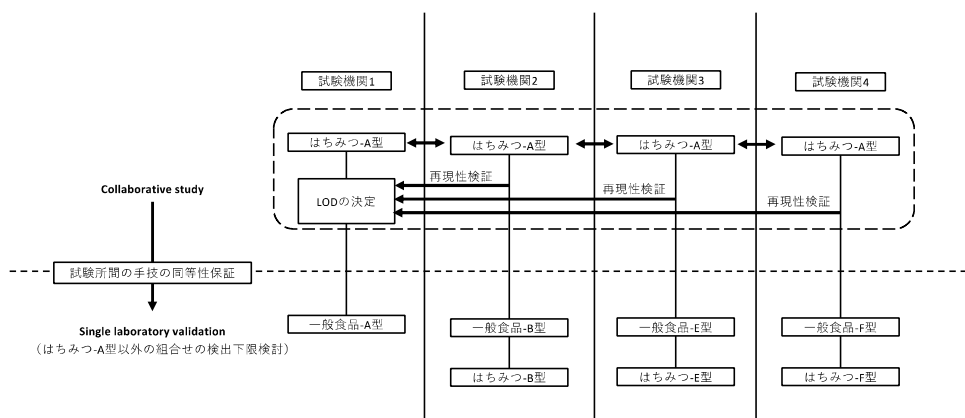 試験機関1
試験機関2
試験機関3
試験機関4
はちみつ-A型
はちみつ-A型
はちみつ-A型
はちみつ-A型
Collaborative study
LODの決定
再現性検証
再現性検証
再現性検証
試験所間の手技の同等性保証
Single laboratory validation
（はちみつ-A型以外の組合せの検出下限検討）
一般食品-A型
一般食品-B型
一般食品-E型
一般食品-F型
はちみつ-B型
はちみつ-E型
はちみつ-F型